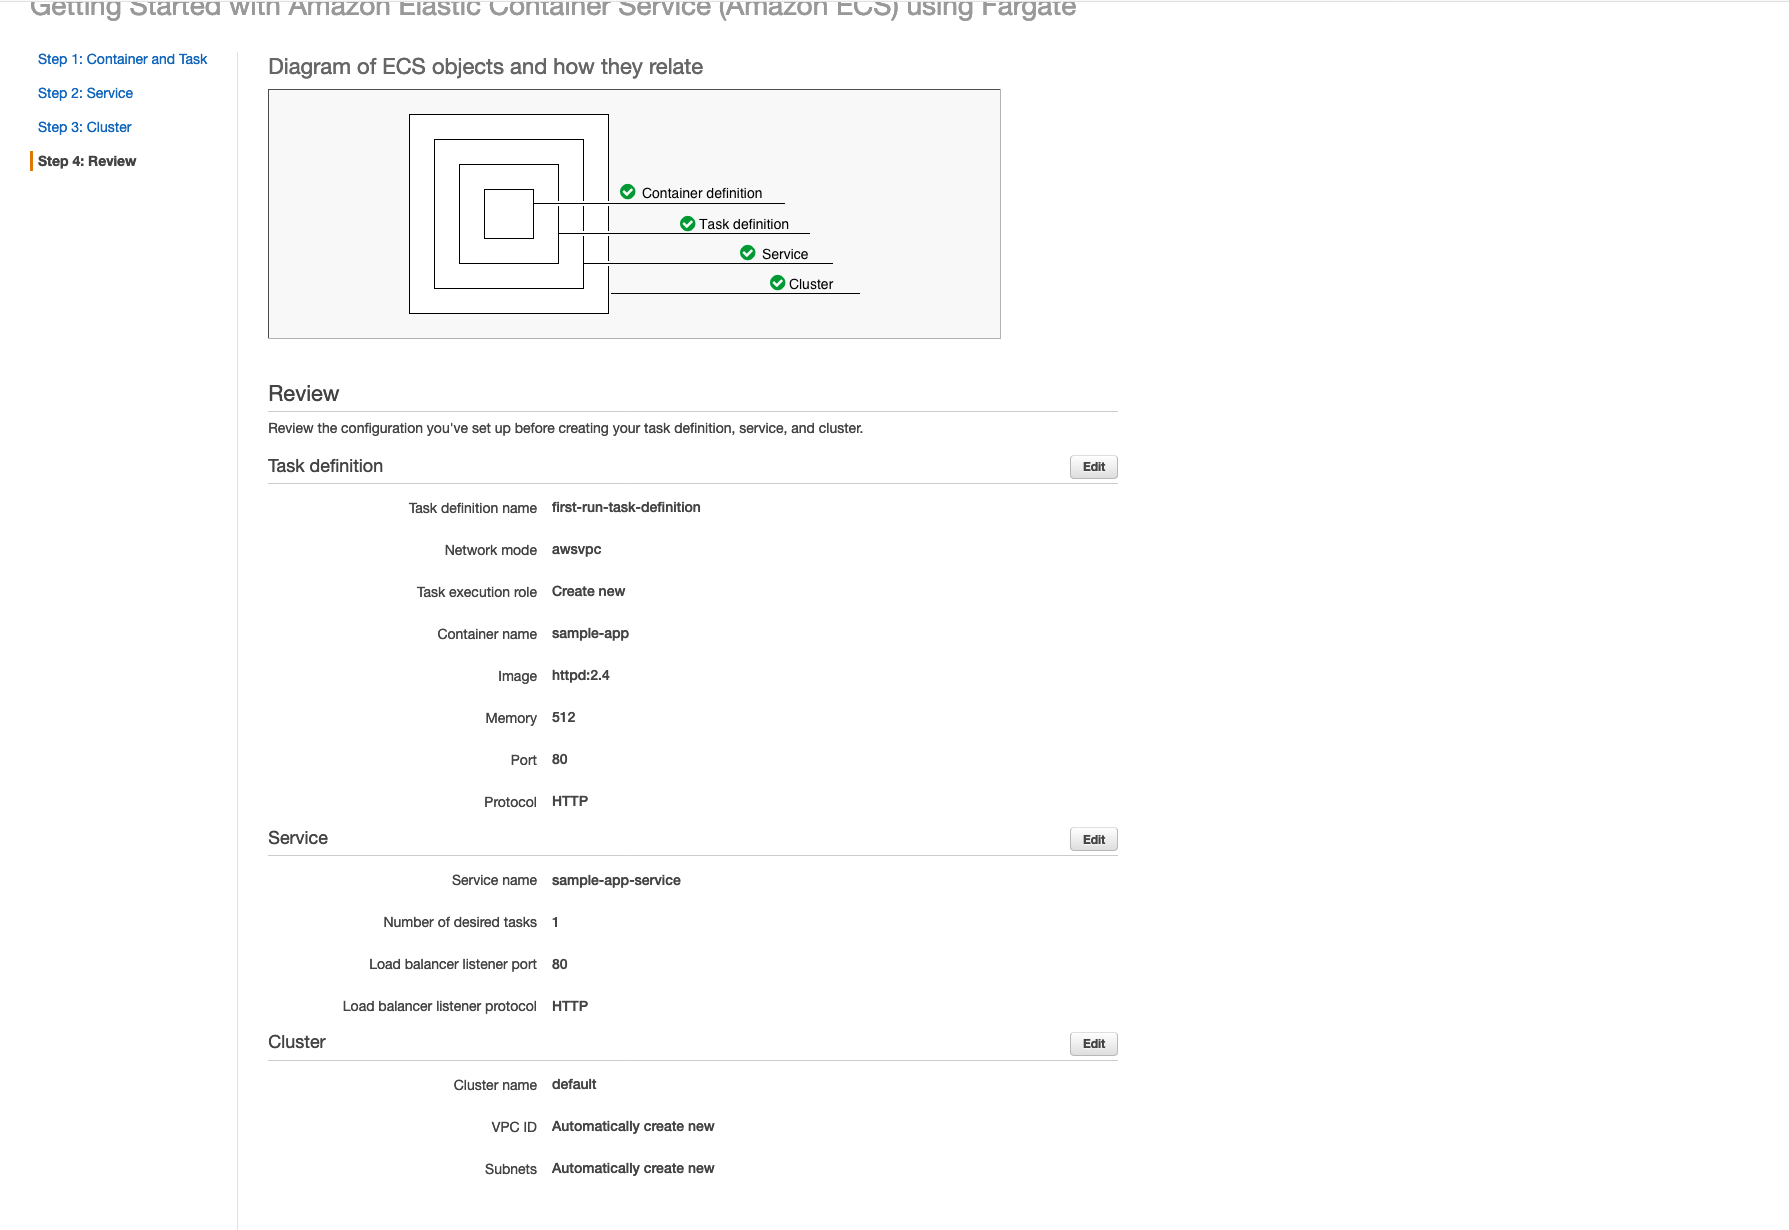 Getting Started with Amazon Elastic Container Service (Amazon ECS) using Fargate
Step 1: Container and Task
Step 2: Service
Step 3: Cluster
Step 4: Review
Diagram of ECS objects and how they relate
Container definition
Task definition
Service
Cluster
Review
Review the configuration you've set up before creating your task definition, service, and cluster.
Task definition Edit
Task definition name first-run-task-definition
Network mode awsvpc
Task execution role Create new
Container name sample-app
Image httpd:2.4
Memory 512
Port 80
Protocol HTTP
Service Edit
Service name sample-app-service
Number of desired tasks 1
Load balancer listener port 80
Load balancer listener protocol HTTP
Cluster Edit
Cluster name default
VPC ID Automatically create new
Subnets Automatically create new